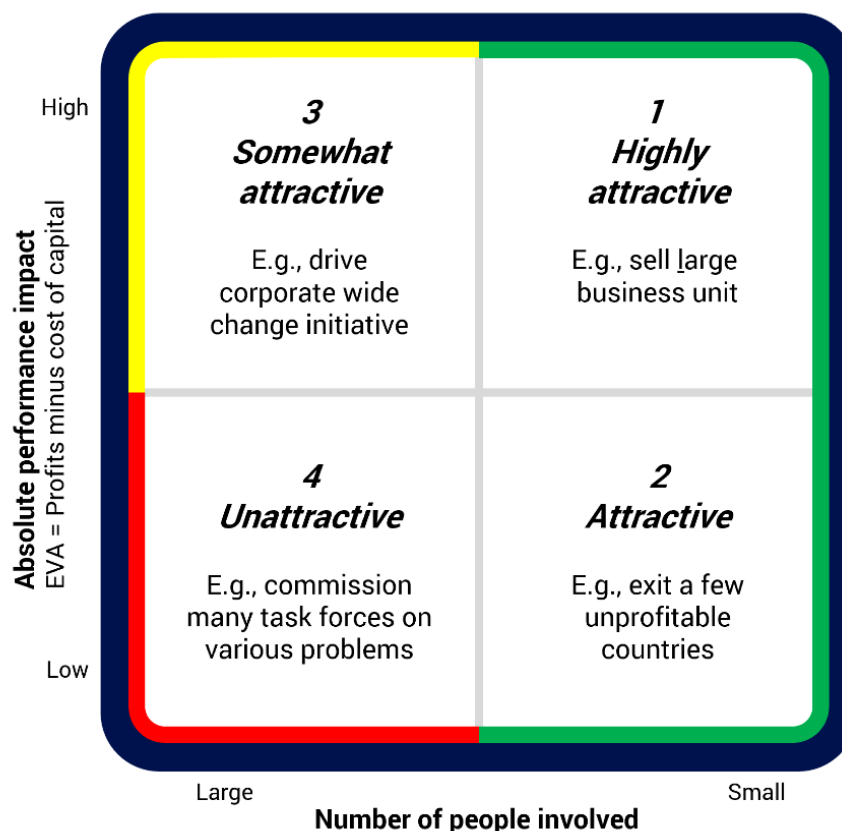 High
3
Somewhat
attractive
E.g., drive
corporate wide
change initiative
1
Highly
attractive
E.g., sell large
business unit
Absolute performance impact
EVA = Profits minus cost of capital
4
Unattractive
E.g., commission
many task forces on
various problems
2
Attractive
E.g., exit a few
unprofitable
countries
Low
Large
Small
Number of people involved